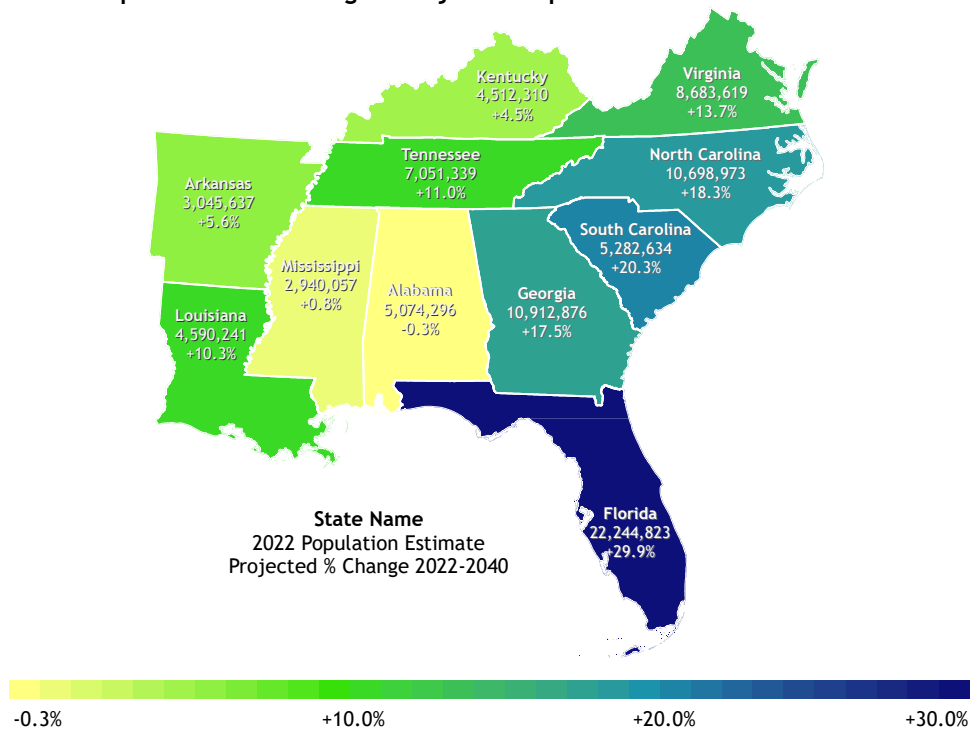 Kentucky
4,512,310
+4.5%
Virginia
8,683,619
+13.7%
Tennessee
7,051,339
+11.0%
North Carolina
10,698,973
+18.3%
Arkansas
3,045,637
+5.6%
South Carolina
5,282,634
+20.3%
Mississippi
2,940,057
+0.8%
Alabama
5,074,296
-0.3%
Georgia
10,912,876
+17.5%
Louisiana
4,590,241
+10.3%
Florida
22,244,823
+29.9%
State Name
2022 Population Estimate
Projected % Change 2022-2040
-0.3%
+10.0%
+20.0%
+30.0%